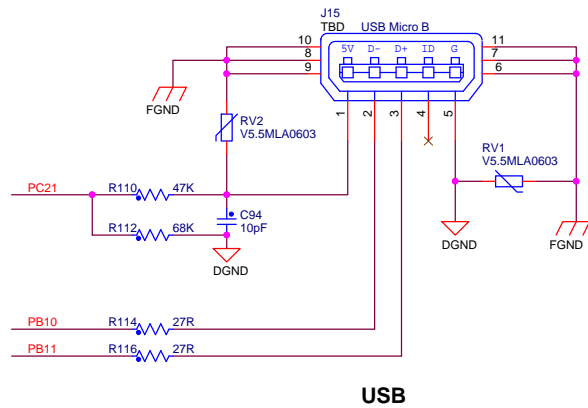 J15
TBD
USB Micro B
10
8
9
5V D- D+ ID G
11
7
6
FGND
1
2
3
4
5
RV2
V5.5MLA0603
RV1
V5.5MLA0603
PC21
R110 47K
R112 68K
C94
10pF
DGND
DGND
FGND
PB10
R114 27R
PB11
R116 27R
USB